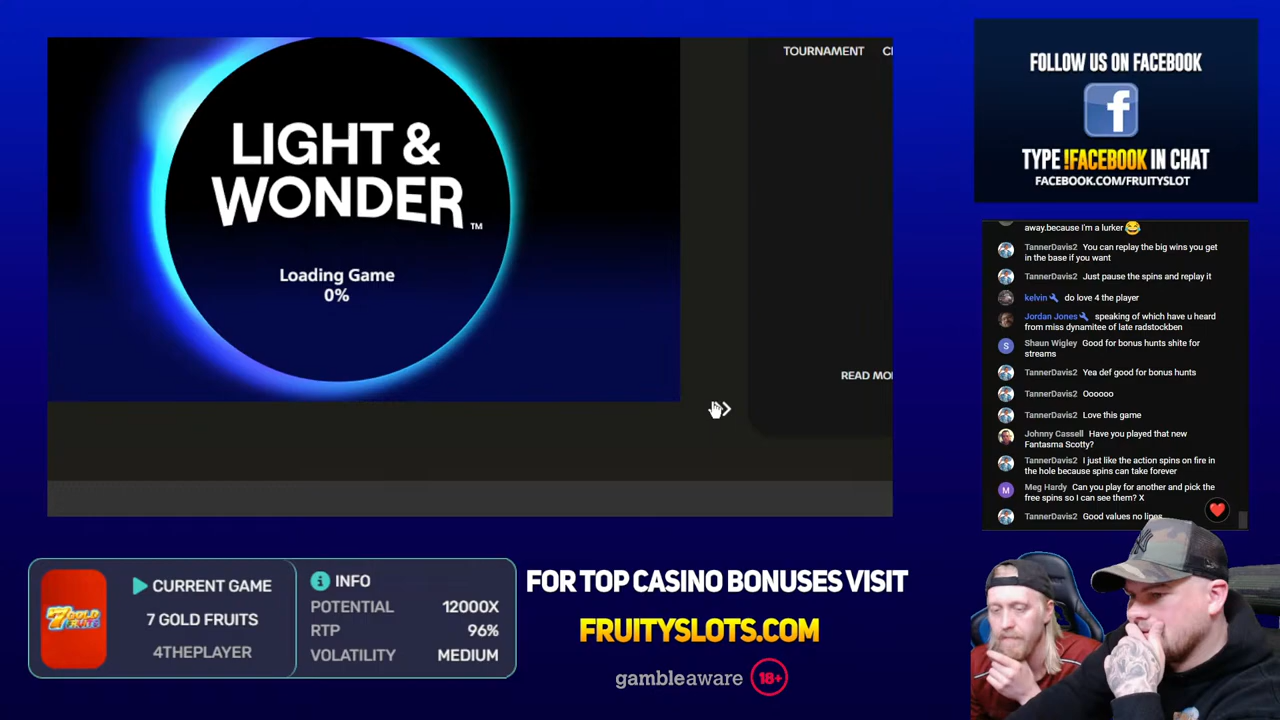 LIGHT &
WONDER
TM
Loading Game
0%
TOURNAMENT
READ MO
FOLLOW US ON FACEBOOK
f
TYPE !FACEBOOK IN CHAT
FACEBOOK.COM/FRUITYSLOT
away.because I'm a lurker 😂
TannerDavis2 You can replay the big wins you get
in the base if you want
TannerDavis2 Just pause the spins and replay it
kelvin do love 4 the player
Jordan Jones speaking of which have u heard
from miss dynamitee of late radstockben
S
Shaun Wigley Good for bonus hunts shite for
streams
TannerDavis2 Yea def good for bonus hunts
TannerDavis2 Oooooo
TannerDavis2 Love this game
Johnny Cassell Have you played that new
Fantasma Scotty?
TannerDavis2 I just like the action spins on fire in
the hole because spins can take forever
M
Meg Hardy Can you play for another and pick the
free spins so I can see them? X
TannerDavis2 Good values no lines
7 GOLD
FRUITS
CURRENT GAME
7 GOLD FRUITS
4THEPLAYER
i INFO
POTENTIAL 12000X
RTP 96%
VOLATILITY MEDIUM
FOR TOP CASINO BONUSES VISIT
FRUITYSLOTS.COM
gambleaware 18+